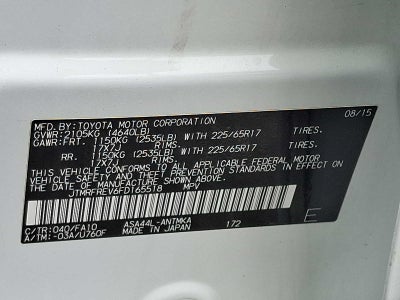 MFD.BY:TOYOTA MOTOR CORPORATION 08/15
GVWR:2105KG (4640LB)
GAWR:FRT. 1150KG (2535LB) WITH 225/65R17 TIRES.
17X7J RIMS.
RR. 1150KG (2535LB) WITH 225/65R17 TIRES.
17X7J RIMS.
THIS VEHICLE CONFORMS TO ALL APPLICABLE FEDERAL MOTOR
VEHICLE SAFETY, BUMPER, AND THEFT PREVENTION STANDARDS IN EFFECT
ON THE DATE OF MANUFACTURE SHOWN ABOVE.
JTMRFREV6FD165518 MPV
C/TR:040/FA10 ASA44L-ANTMKA 172
A/TM:-03A/U760F MADE IN JAPAN
E